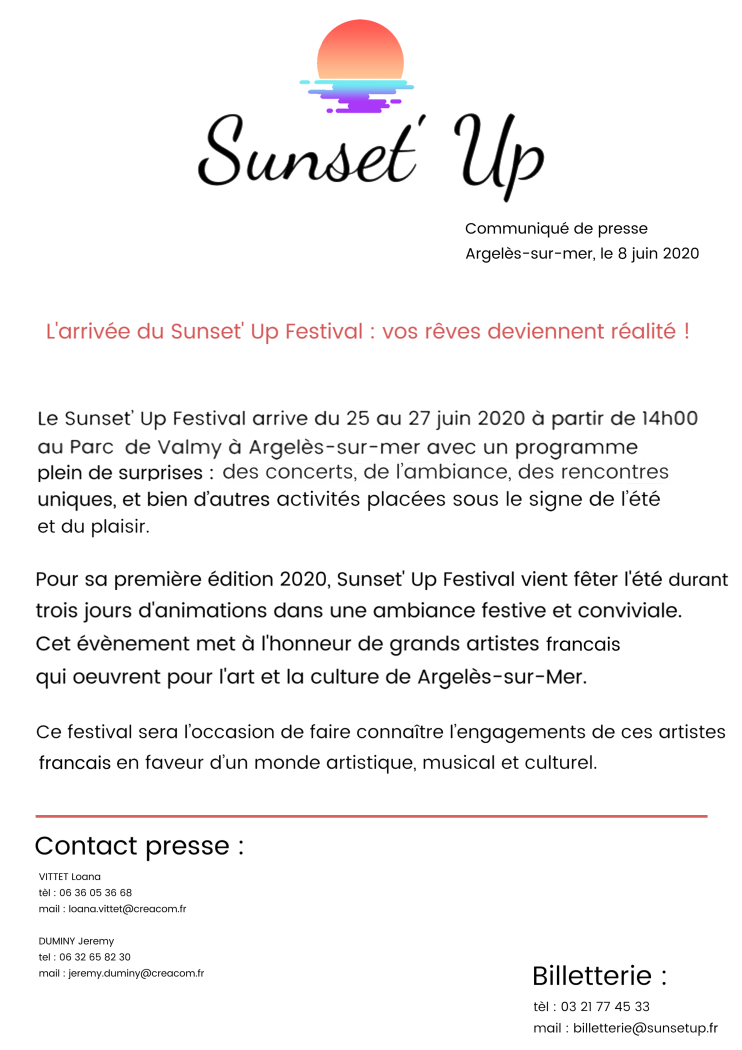 Sunset' Up
Communiqué de presse
Argelès-sur-mer, le 8 juin 2020
L'arrivée du Sunset' Up Festival : vos rêves deviennent réalité !
Le Sunset’ Up Festival arrive du 25 au 27 juin 2020 à partir de 14h00
au Parc de Valmy à Argelès-sur-mer avec un programme
plein de surprises : des concerts, de l’ambiance, des rencontres
uniques, et bien d’autres activités placées sous le signe de l’été
et du plaisir.
Pour sa première édition 2020, Sunset' Up Festival vient fêter l'été durant
trois jours d'animations dans une ambiance festive et conviviale.
Cet évènement met à l'honneur de grands artistes francais
qui oeuvrent pour l'art et la culture de Argelès-sur-Mer.
Ce festival sera l’occasion de faire connaître l’engagements de ces artistes
francais en faveur d’un monde artistique, musical et culturel.
Contact presse :
VITTET Loana
tèl : 06 36 05 36 68
mail : loana.vittet@creacom.fr
DUMINY Jeremy
tel : 06 32 65 82 30
mail : jeremy.duminy@creacom.fr
Billetterie :
tèl : 03 21 77 45 33
mail : billetterie@sunsetup.fr